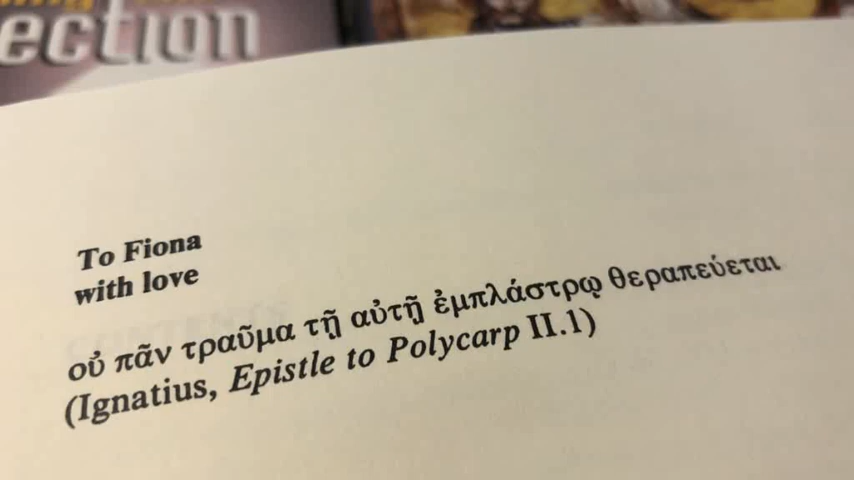 ection
To Fiona
with love
οὐ πᾶν τραῦμα τῇ αὐτῇ ἐμπλάστρῳ θεραπεύεται
(Ignatius, Epistle to Polycarp II.1)